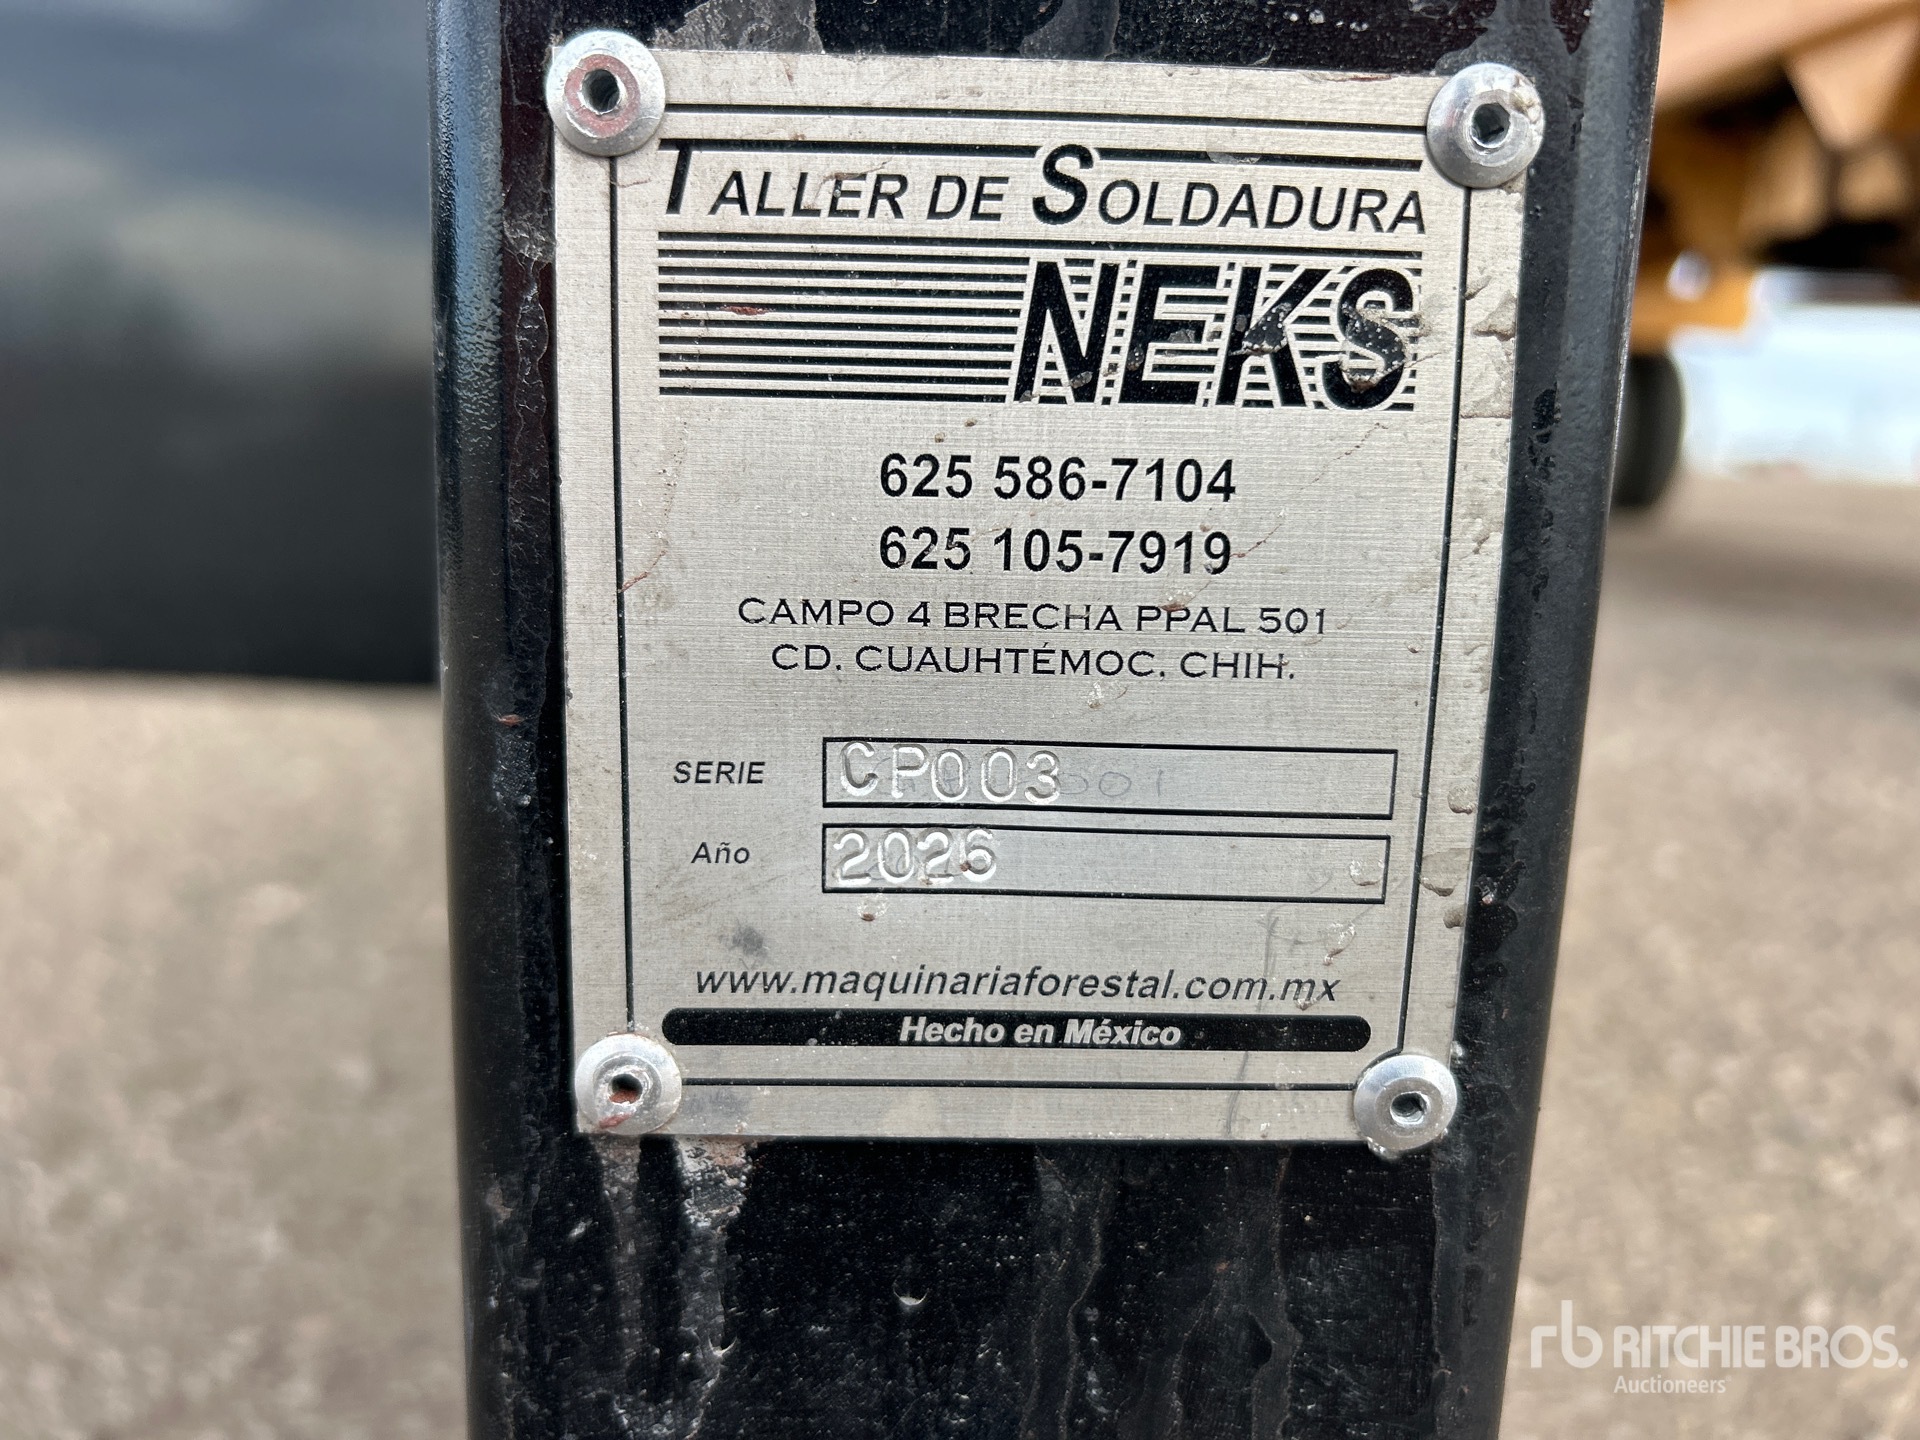 TALLER DE SOLDADURA
NEKS
625 586-7104
625 105-7919
CAMPO 4 BRECHA PPAL 501
CD. CUAUHTÉMOC, CHIH.
SERIE CP003
Año 2026
www.maquinariaforestal.com.mx
Hecho en México
rb RITCHIE BROS.
Auctioneers